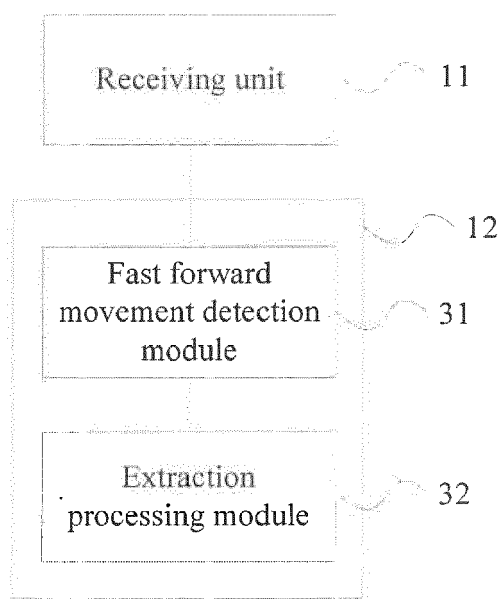 Receiving unit
11
12
Fast forward
movement detection
module
31
Extraction
processing module
32